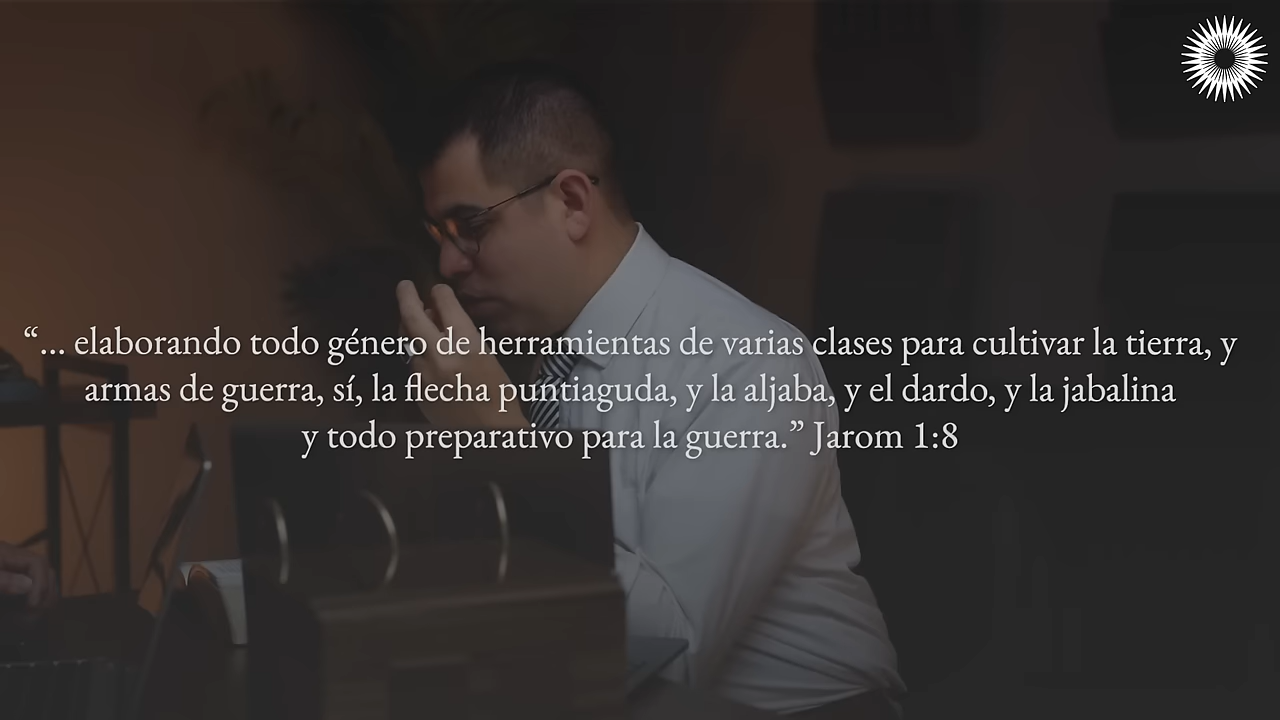 “... elaborando todo género de herramientas de varias clases para cultivar la tierra, y
armas de guerra, sí, la flecha puntiaguda, y la aljaba, y el dardo, y la jabalina
y todo preparativo para la guerra.” Jarom 1:8